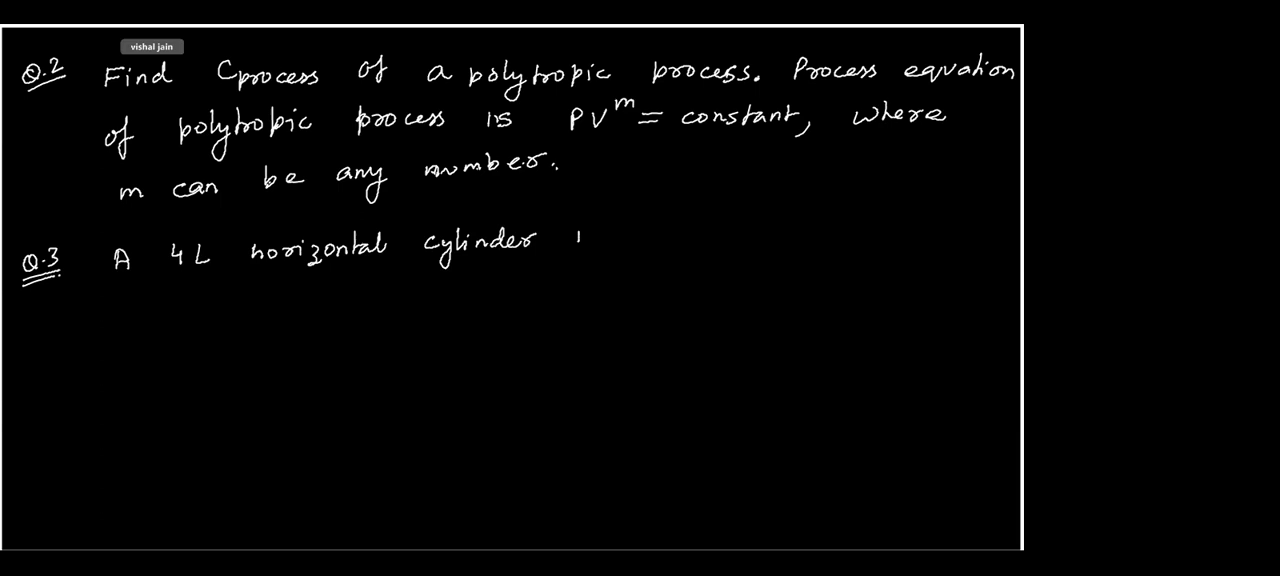 vishal jain
Q.2 Find Cprocess of a polytropic process. Process equation
of polytropic process is PV^m = constant, where
m can be any number.
Q.3 A 4L horizontal cylinder